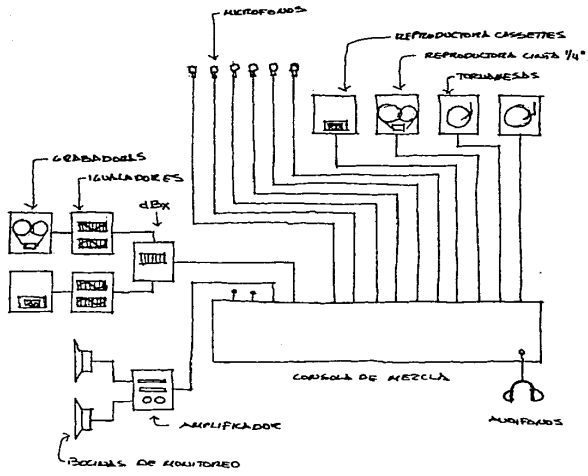 MICROFONOS
REPRODUCTORA CASSETTES
REPRODUCTORA CINTA 1/4"
TORNAMESAS
GRABADORAS
IGUALADORES
dBx
CONSOLA DE MEZCLA
AUDIFONOS
AMPLIFICADOR
BOCINAS DE MONITOREO